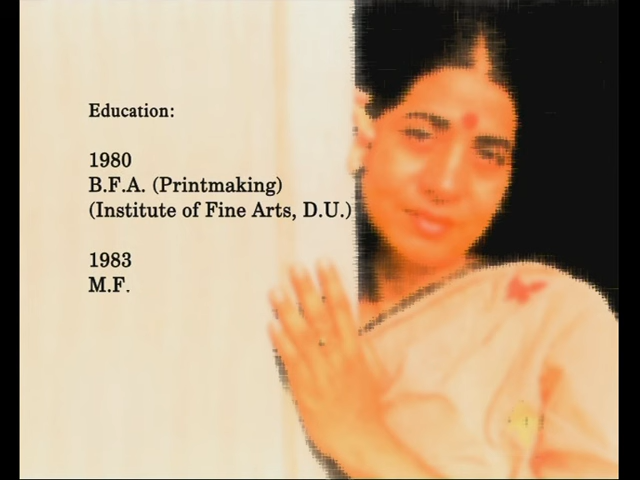 Education:
1980
B.F.A. (Printmaking)
(Institute of Fine Arts, D.U.)
1983
M.F.